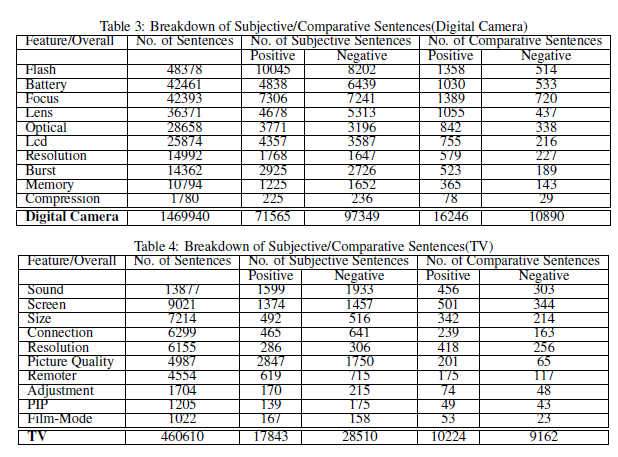 Table 3: Breakdown of Subjective/Comparative Sentences(Digital Camera)
Feature/Overall No. of Sentences No. of Subjective Sentences No. of Comparative Sentences
Positive Negative Positive Negative
Flash 48378 10045 8202 1358 514
Battery 42461 4838 6439 1030 533
Focus 42393 7306 7241 1389 720
Lens 36371 4678 5313 1055 437
Optical 28658 3771 3196 842 338
Lcd 25874 4357 3587 755 216
Resolution 14992 1768 1647 579 227
Burst 14362 2925 2726 523 189
Memory 10794 1225 1652 365 143
Compression 1780 225 236 78 29
Digital Camera 1469940 71565 97349 16246 10890
Table 4: Breakdown of Subjective/Comparative Sentences(TV)
Feature/Overall No. of Sentences No. of Subjective Sentences No. of Comparative Sentences
Positive Negative Positive Negative
Sound 13877 1599 1933 456 303
Screen 9021 1374 1457 501 344
Size 7214 492 516 342 214
Connection 6299 465 641 239 163
Resolution 6155 286 306 418 256
Picture Quality 4987 2847 1750 201 65
Remoter 4554 619 715 175 117
Adjustment 1704 170 215 74 48
PIP 1205 139 175 49 43
Film-Mode 1022 167 158 53 23
TV 460610 17843 28510 10224 9162